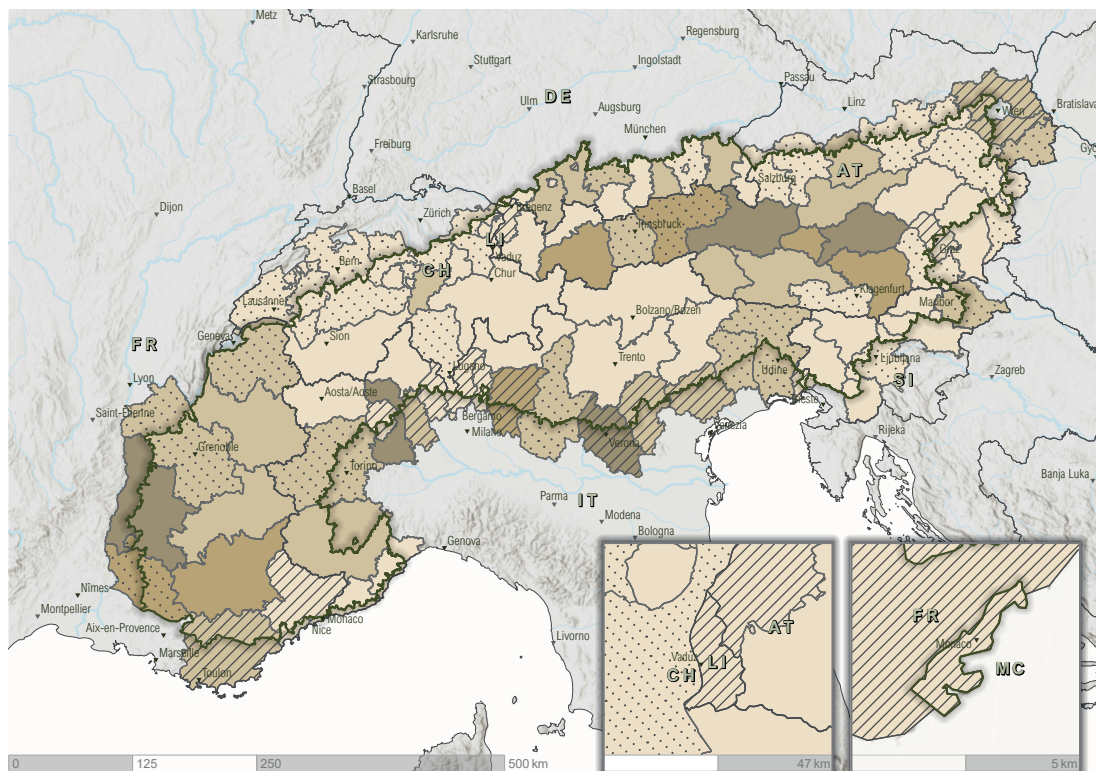 Metz
Karlsruhe
Regensburg
Stuttgart
Ingolstadt
Strasbourg
Passau
DE
Ulm
Augsburg
Linz
Wien
Bratislava
München
Freiburg
Salzburg
AT
Basel
Zürich
Bregenz
Dijon
Innsbruck
LI
Bern
Vaduz
Graz
CH
Chur
Lausanne
Klagenfurt
Maribor
Bolzano/Bozen
Geneva
Sion
FR
Trento
Ljubljana
Lugano
Udine
SI
Zagreb
Lyon
Aosta/Aoste
Saint-Étienne
Bergamo
Milano
Venezia
Rijeka
Verona
Grenoble
Torino
Banja Luka
Parma
IT
Modena
Bologna
Genova
Nîmes
Montpellier
Monaco
Nice
Aix-en-Provence
Livorno
Marseille
Toulon
AT
Vaduz
LI
CH
FR
Monaco
MC
0
125
250
500 km
47 km
5 km